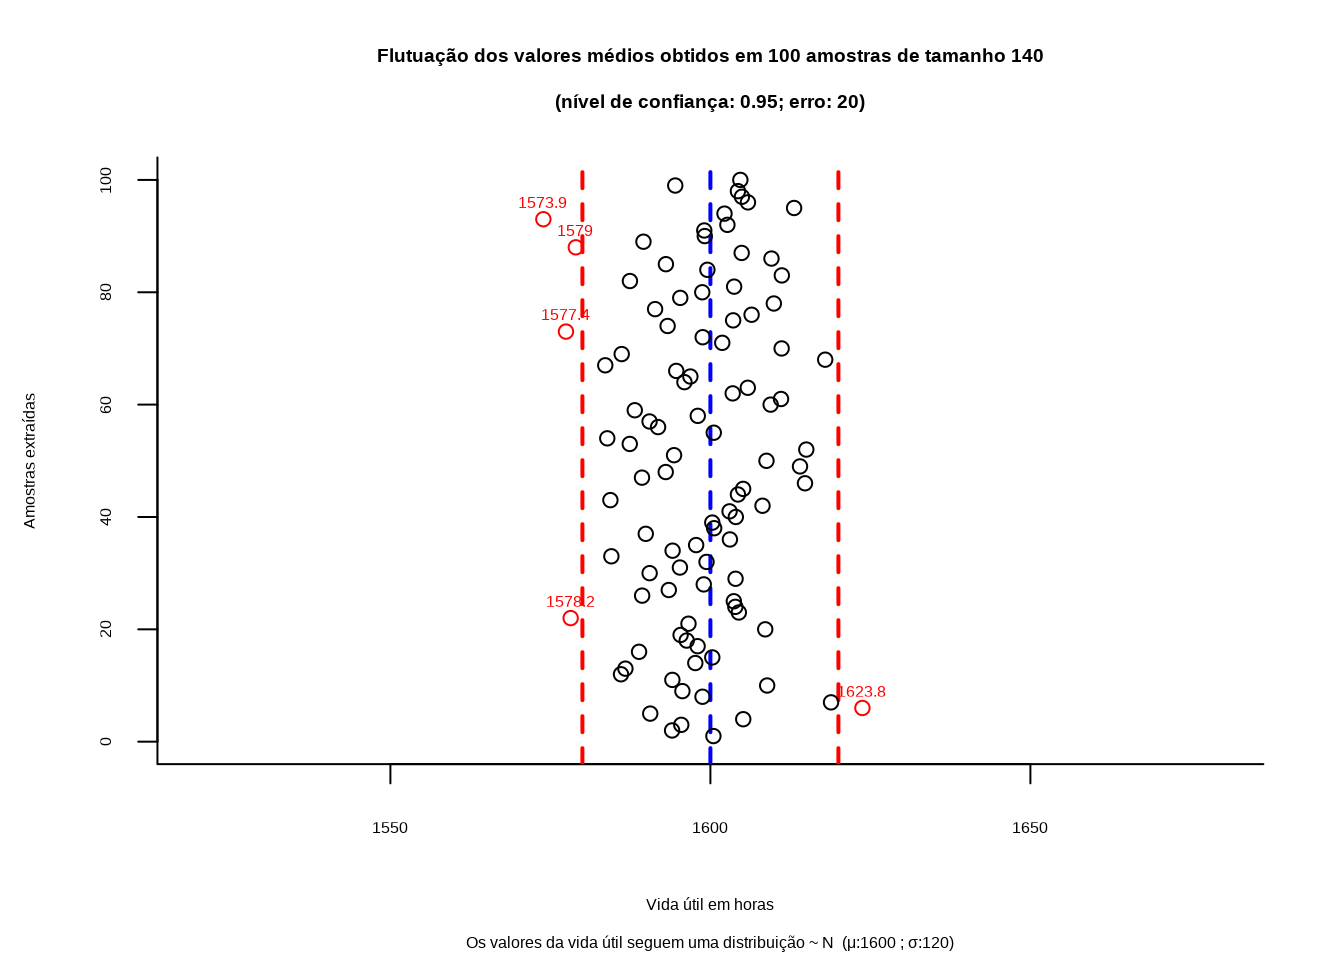 Flutuação dos valores médios obtidos em 100 amostras de tamanho 140
(nível de confiança: 0.95; erro: 20)
Amostras extraídas
100
80
60
40
20
0
1573.9
1579
1577.4
1578.2
1623.8
1550
1600
1650
Vida útil em horas
Os valores da vida útil seguem uma distribuição ~ N  (μ:1600 ; σ:120)